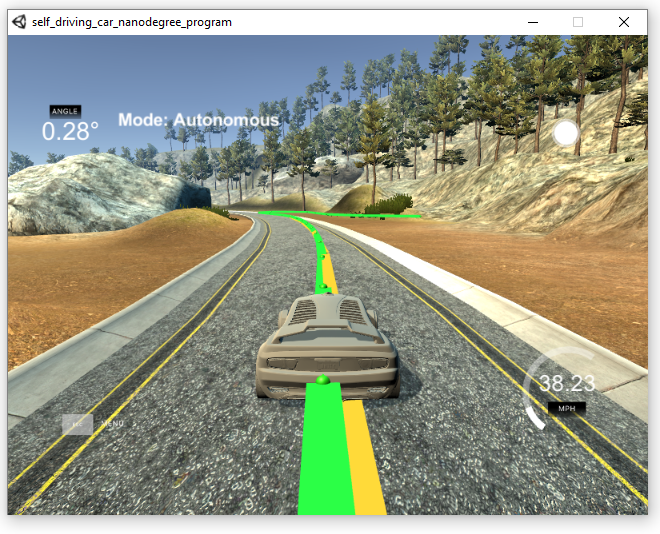 self_driving_car_nanodegree_program
ANGLE
0.28°
Mode: Autonomous
38.23
MPH
MENU